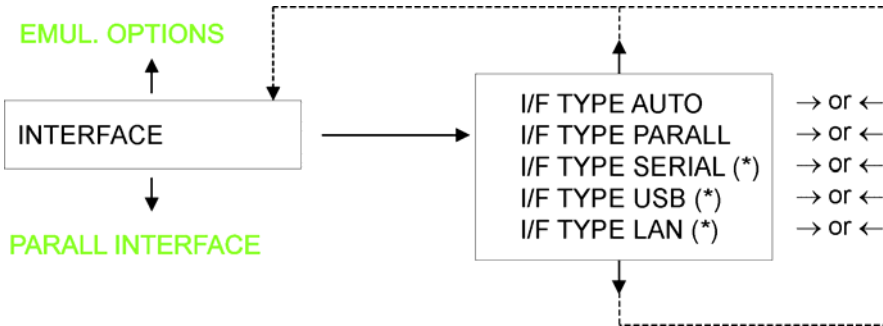 EMUL. OPTIONS
INTERFACE
PARALL INTERFACE
I/F TYPE AUTO → or ←
I/F TYPE PARALL → or ←
I/F TYPE SERIAL (*) → or ←
I/F TYPE USB (*) → or ←
I/F TYPE LAN (*) → or ←